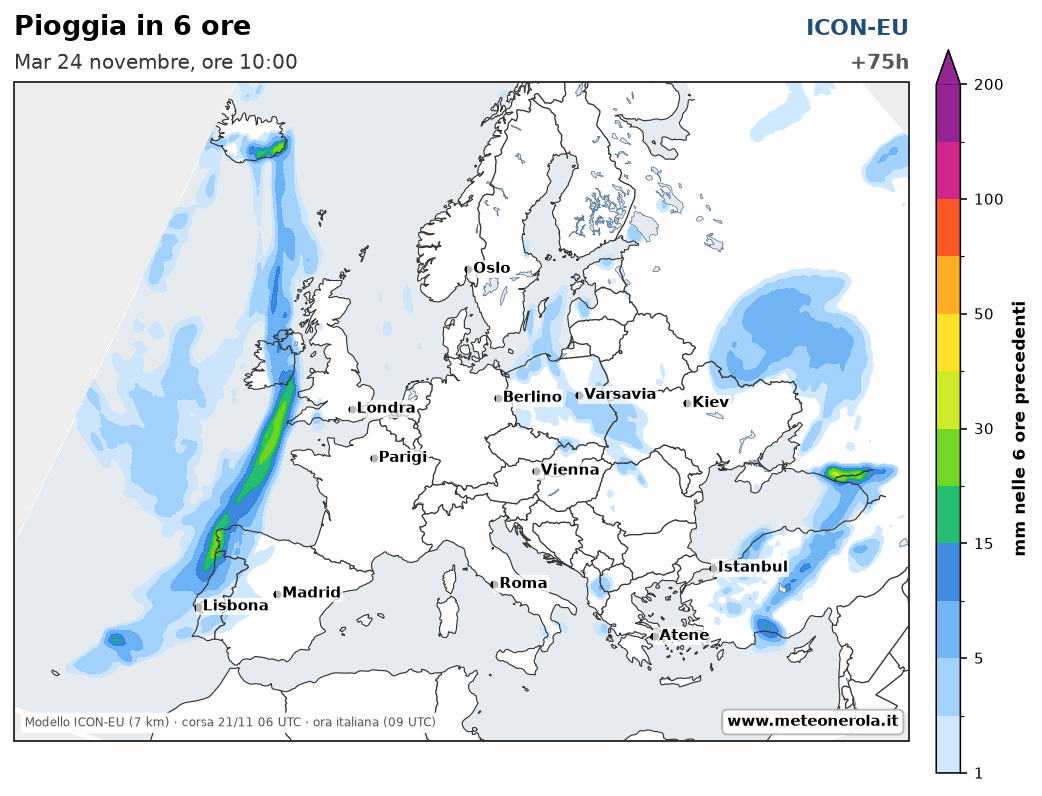 Pioggia in 6 ore
ICON-EU
Mar 24 novembre, ore 10:00
+75h
200
100
50
30
15
5
1
mm nelle 6 ore precedenti
Oslo
Berlino
Varsavia
Kiev
Londra
Parigi
Vienna
Istanbul
Roma
Madrid
Lisbona
Atene
Modello ICON-EU (7 km) · corsa 21/11 06 UTC · ora italiana (09 UTC)
www.meteonerola.it